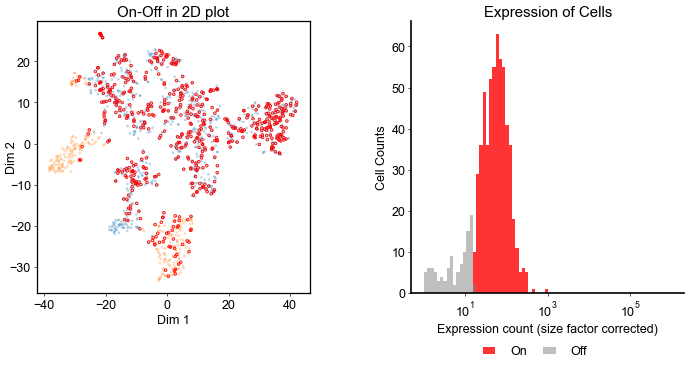 On-Off in 2D plot
Dim 2
20
10
0
−10
−20
−30
−40
−20
0
20
40
Dim 1
Expression of Cells
Cell Counts
60
50
40
30
20
10
0
10^1
10^3
10^5
Expression count (size factor corrected)
On
Off